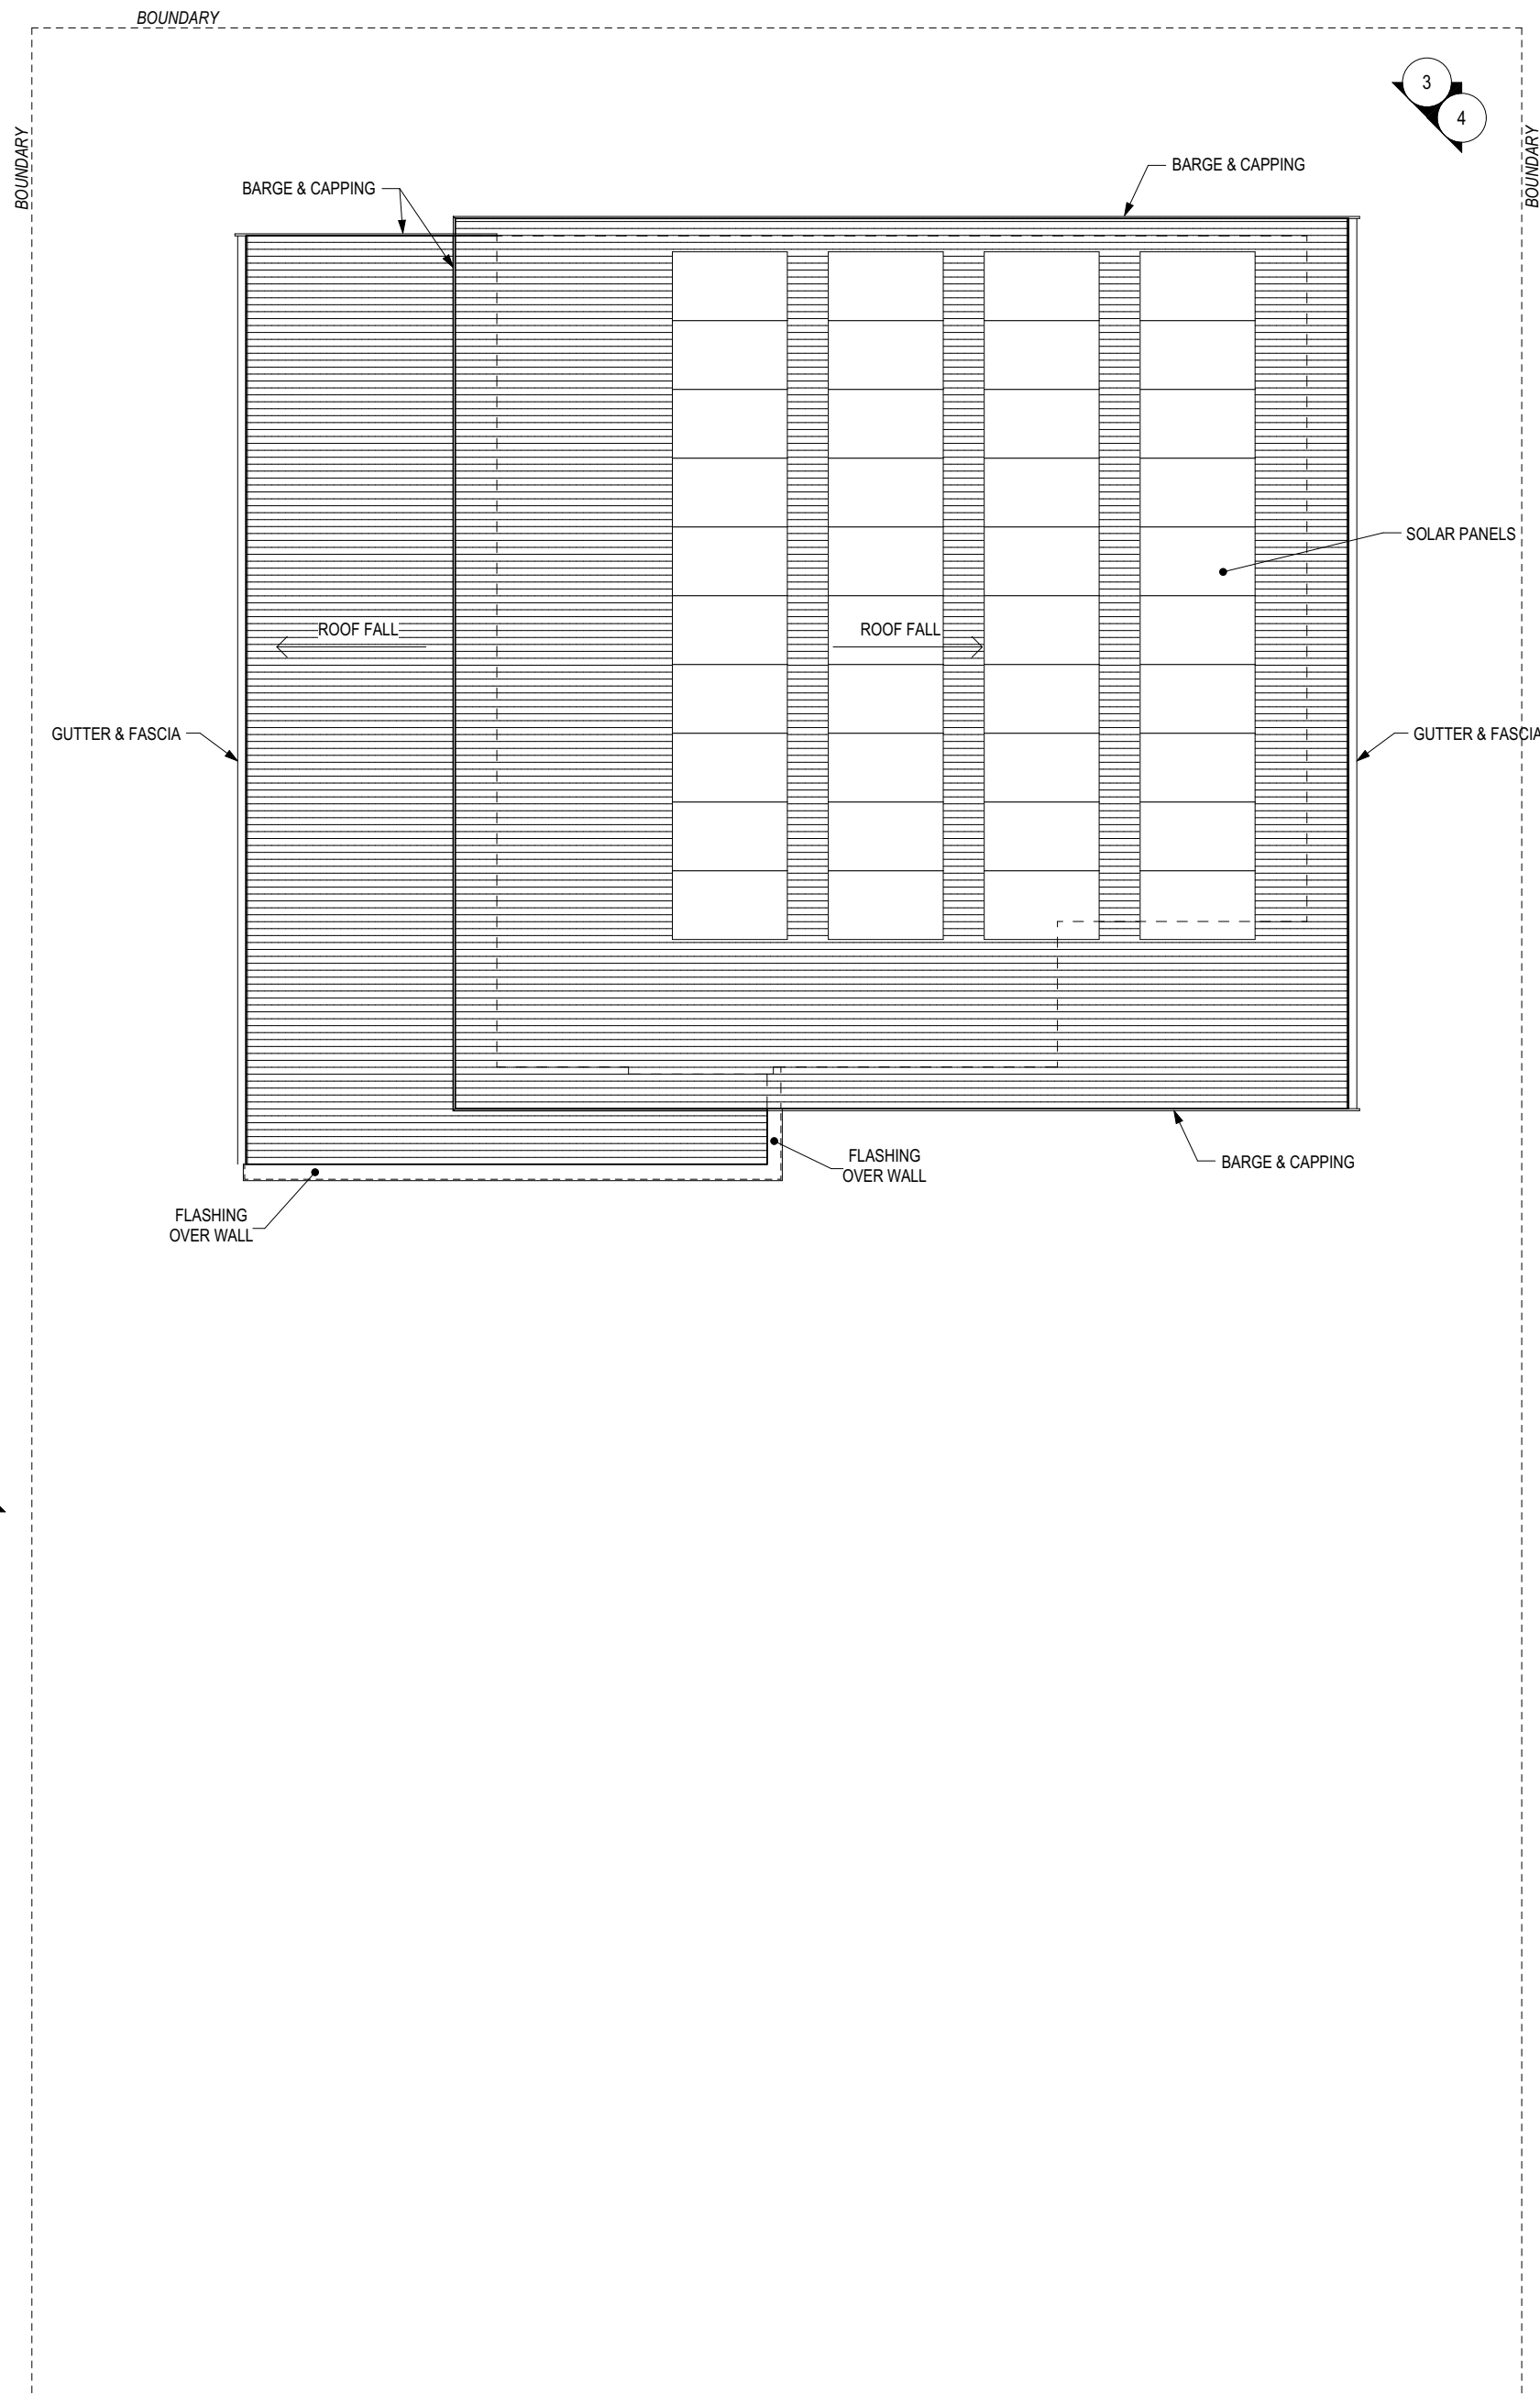 BOUNDARY
3
4
BOUNDARY
BOUNDARY
BARGE & CAPPING
BARGE & CAPPING
SOLAR PANELS
ROOF FALL
ROOF FALL
GUTTER & FASCIA
GUTTER & FASCIA
FLASHING
OVER WALL
BARGE & CAPPING
FLASHING
OVER WALL